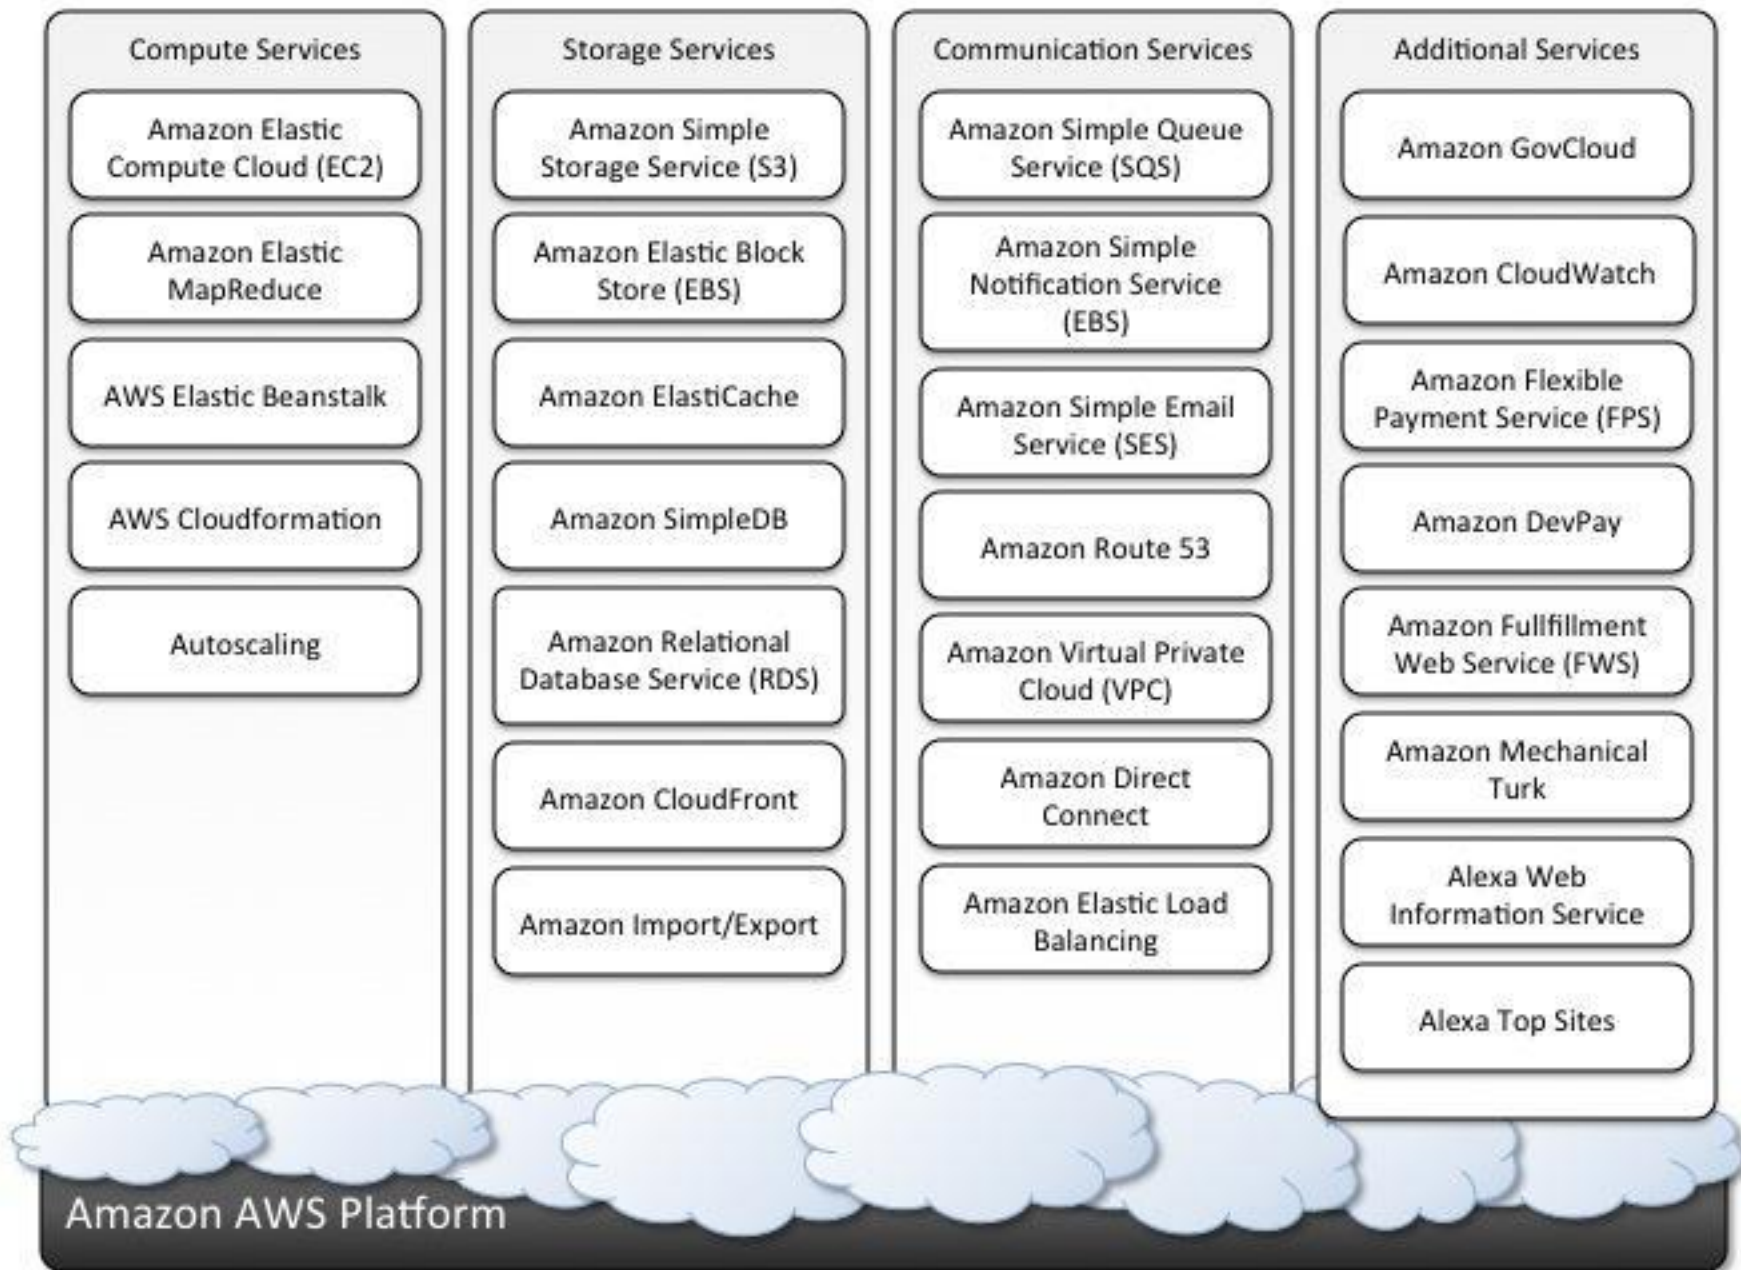 Compute Services
Amazon Elastic
Compute Cloud (EC2)
Amazon Elastic
MapReduce
AWS Elastic Beanstalk
AWS Cloudformation
Autoscaling
Storage Services
Amazon Simple
Storage Service (S3)
Amazon Elastic Block
Store (EBS)
Amazon ElastiCache
Amazon SimpleDB
Amazon Relational
Database Service (RDS)
Amazon CloudFront
Amazon Import/Export
Communication Services
Amazon Simple Queue
Service (SQS)
Amazon Simple
Notification Service
(EBS)
Amazon Simple Email
Service (SES)
Amazon Route 53
Amazon Virtual Private
Cloud (VPC)
Amazon Direct
Connect
Amazon Elastic Load
Balancing
Additional Services
Amazon GovCloud
Amazon CloudWatch
Amazon Flexible
Payment Service (FPS)
Amazon DevPay
Amazon Fullfillment
Web Service (FWS)
Amazon Mechanical
Turk
Alexa Web
Information Service
Alexa Top Sites
Amazon AWS Platform